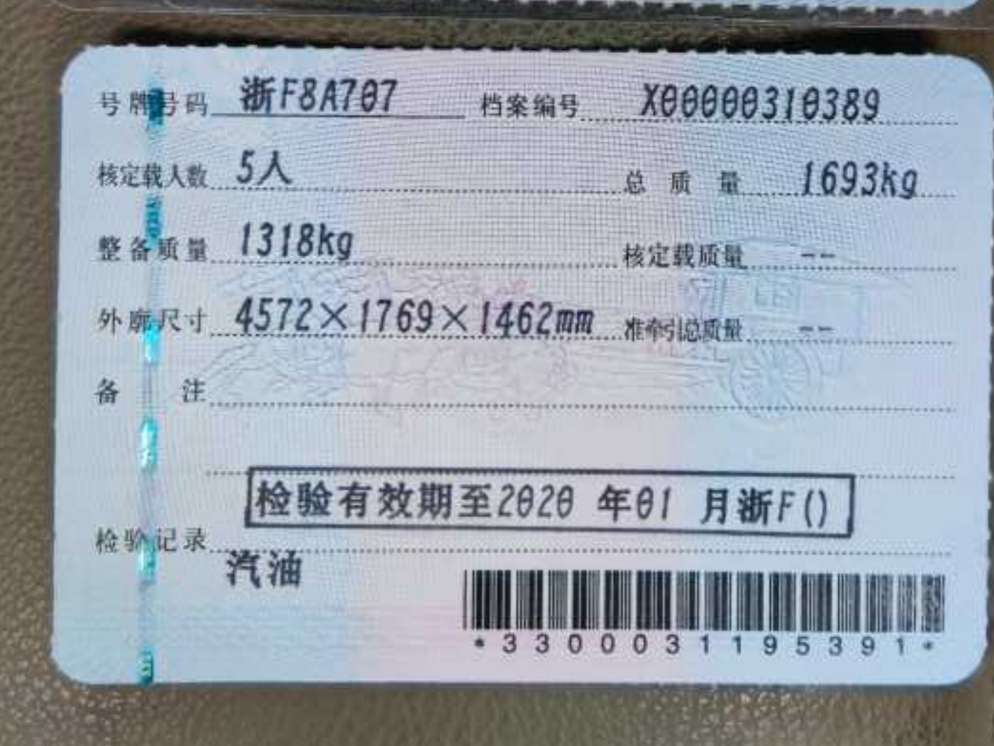 号牌号码 浙F8A707 档案编号 X00000310389
核定载人数 5人 总质量 1693kg
整备质量 1318kg 核定载质量 --
外廓尺寸 4572×1769×1462mm 准牵引总质量 --
备注
检验有效期至2020 年01 月浙F()
检验记录
汽油
*3300031195391*